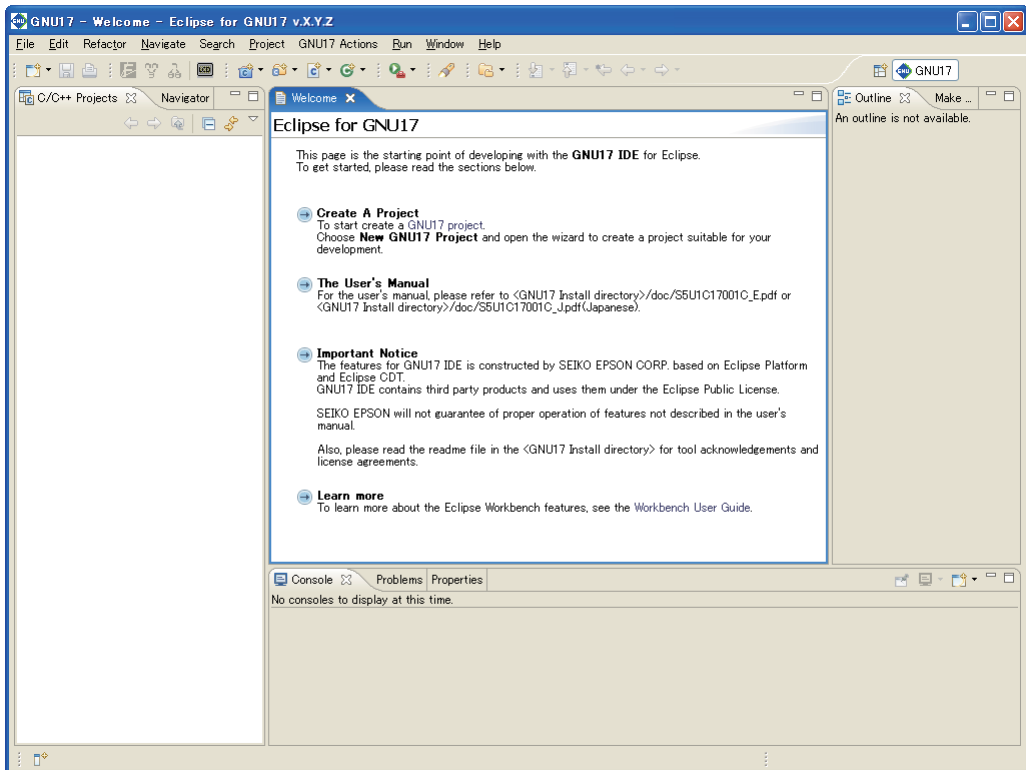 GNU17 - Welcome - Eclipse for GNU17 v.X.Y.Z
File Edit Refactor Navigate Search Project GNU17 Actions Run Window Help
LCD
GNU GNU17
C/C++ Projects Navigator
Welcome
Outline Make ...
An outline is not available.
Eclipse for GNU17
This page is the starting point of developing with the GNU17 IDE for Eclipse.
To get started, please read the sections below.
Create A Project
To start create a GNU17 project.
Choose New GNU17 Project and open the wizard to create a project suitable for your
development.
The User's Manual
For the user's manual, please refer to <GNU17 Install directory>/doc/S5U1C17001C_E.pdf or
<GNU17 Install directory>/doc/S5U1C17001C_J.pdf(Japanese).
Important Notice
The features for GNU17 IDE is constructed by SEIKO EPSON CORP. based on Eclipse Platform
and Eclipse CDT.
GNU17 IDE contains third party products and uses them under the Eclipse Public License.
SEIKO EPSON will not guarantee of proper operation of features not described in the user's
manual.
Also, please read the readme file in the <GNU17 Install directory> for tool acknowledgements and
license agreements.
Learn more
To learn more about the Eclipse Workbench features, see the Workbench User Guide.
Console Problems Properties
No consoles to display at this time.